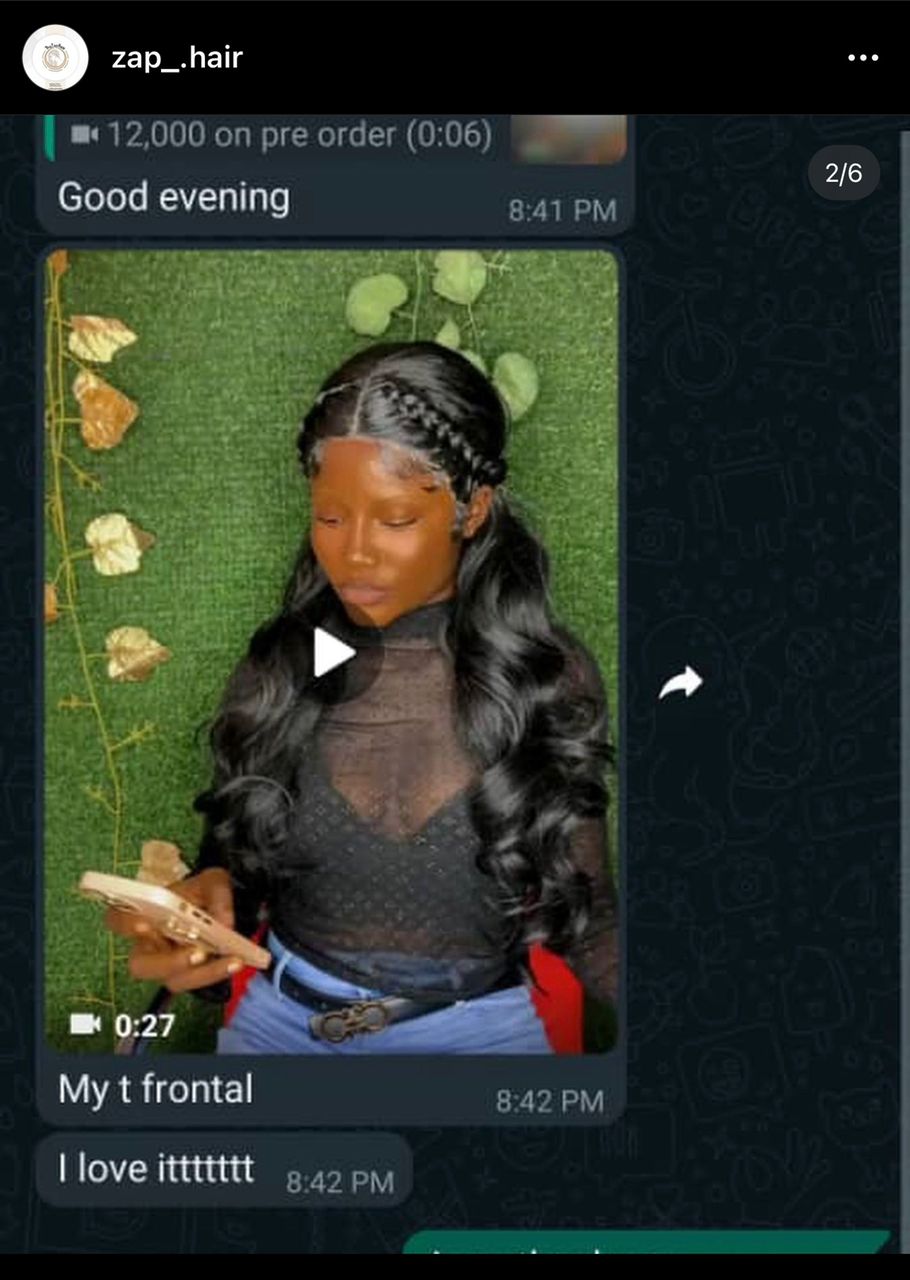 zap_.hair
12,000 on pre order (0:06)
2/6
Good evening
8:41 PM
0:27
My t frontal
8:42 PM
I love itttttttt 8:42 PM